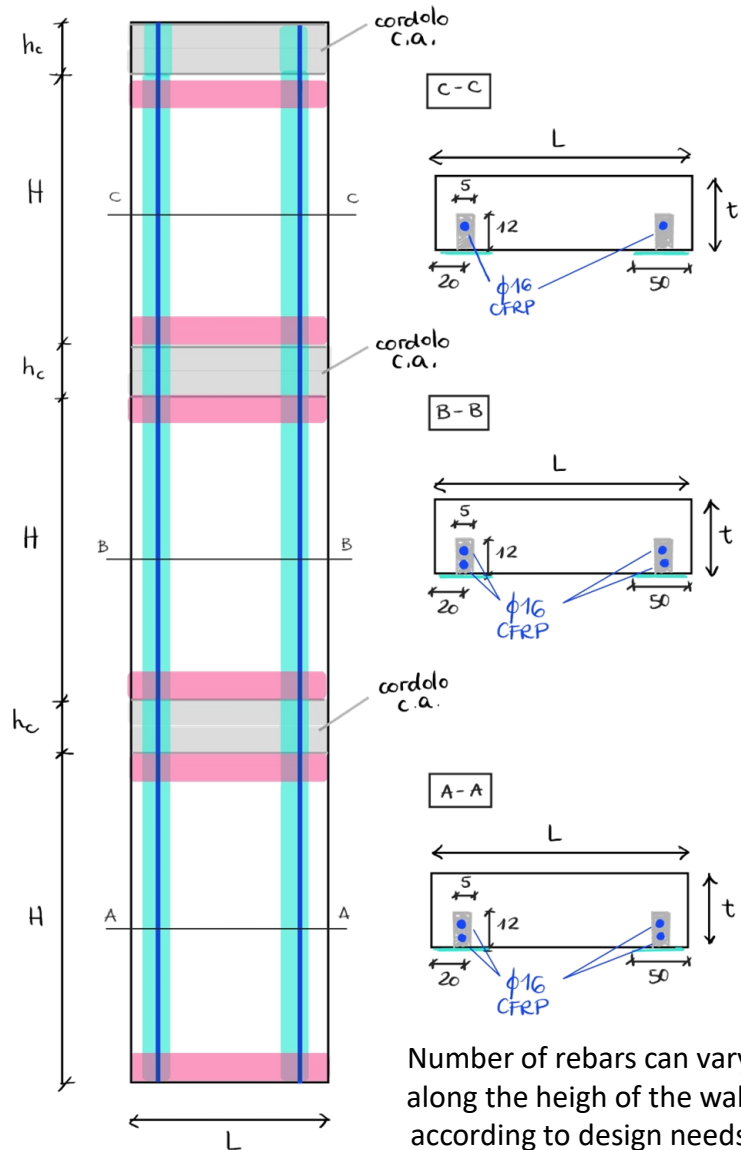 cordolo
c.a.
hc
C-C
L
H
C
C
5
12
t
20
ϕ16
CFRP
50
cordolo
c.a.
hc
B-B
L
H
B
B
5
12
t
20
ϕ16
CFRP
50
cordolo
c.a.
hc
A-A
L
H
A
A
5
12
t
20
ϕ16
CFRP
50
L
Number of rebars can vary
along the heigh of the wal
according to design needs